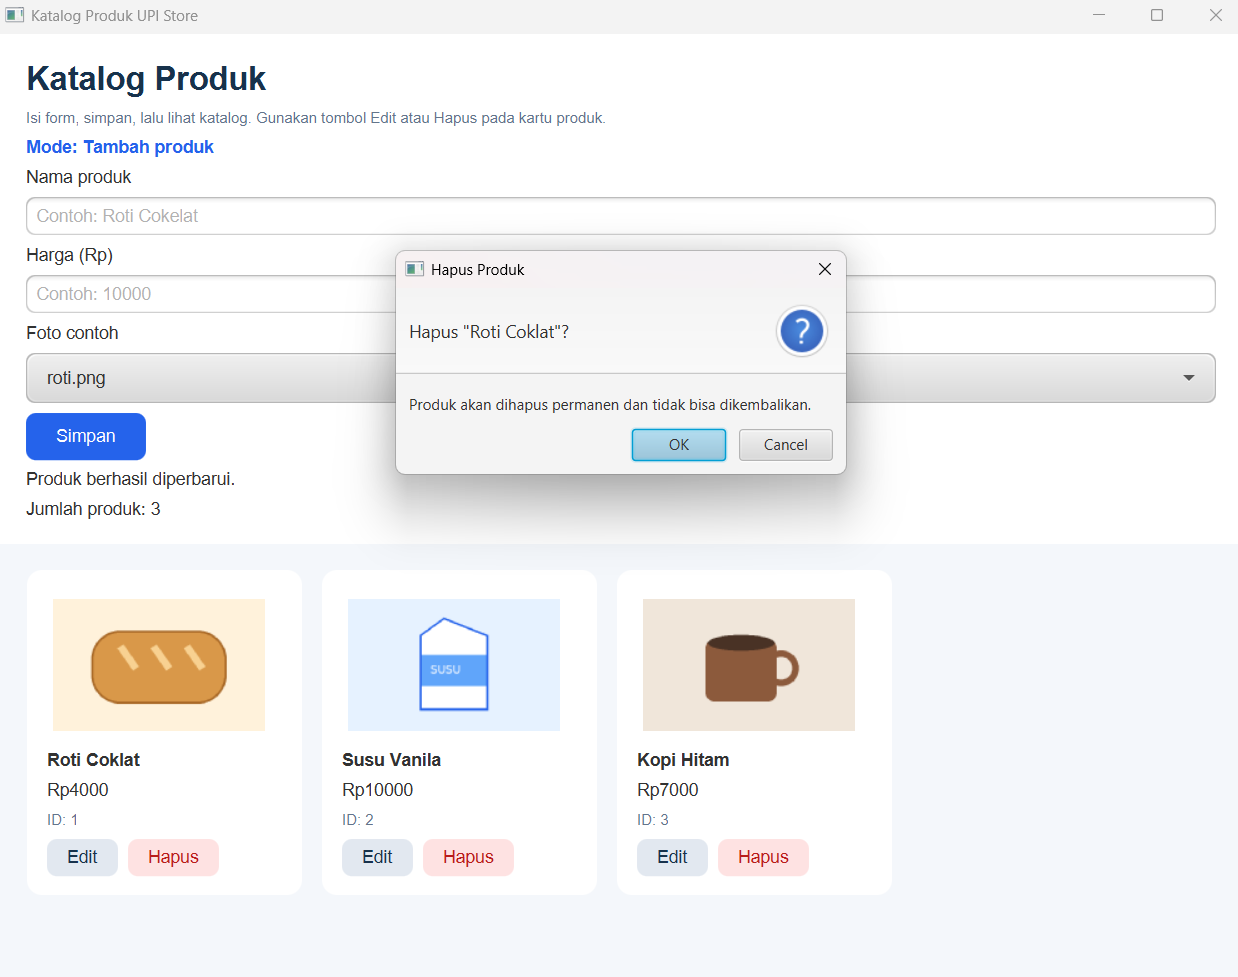 Katalog Produk UPI Store
Katalog Produk
Isi form, simpan, lalu lihat katalog. Gunakan tombol Edit atau Hapus pada kartu produk.
Mode: Tambah produk
Nama produk
Contoh: Roti Cokelat
Harga (Rp)
Contoh: 10000
Foto contoh
roti.png
Simpan
Produk berhasil diperbarui.
Jumlah produk: 3
Hapus Produk
Hapus "Roti Coklat"?
?
Produk akan dihapus permanen dan tidak bisa dikembalikan.
OK Cancel
SUSU
Roti Coklat
Rp4000
ID: 1
Edit Hapus
Susu Vanila
Rp10000
ID: 2
Edit Hapus
Kopi Hitam
Rp7000
ID: 3
Edit Hapus